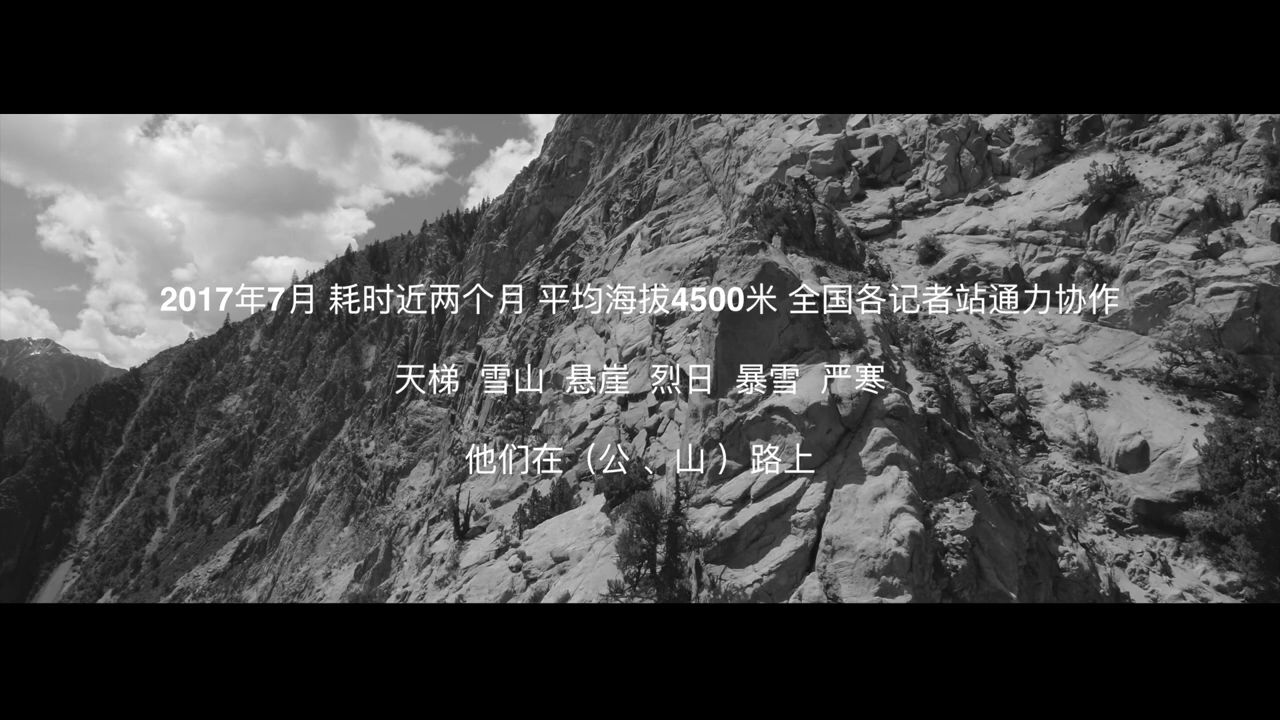 2017年7月 耗时近两个月 平均海拔4500米 全国各记者站通力协作
天梯 雪山 悬崖 烈日 暴雪 严寒
他们在（公、山）路上